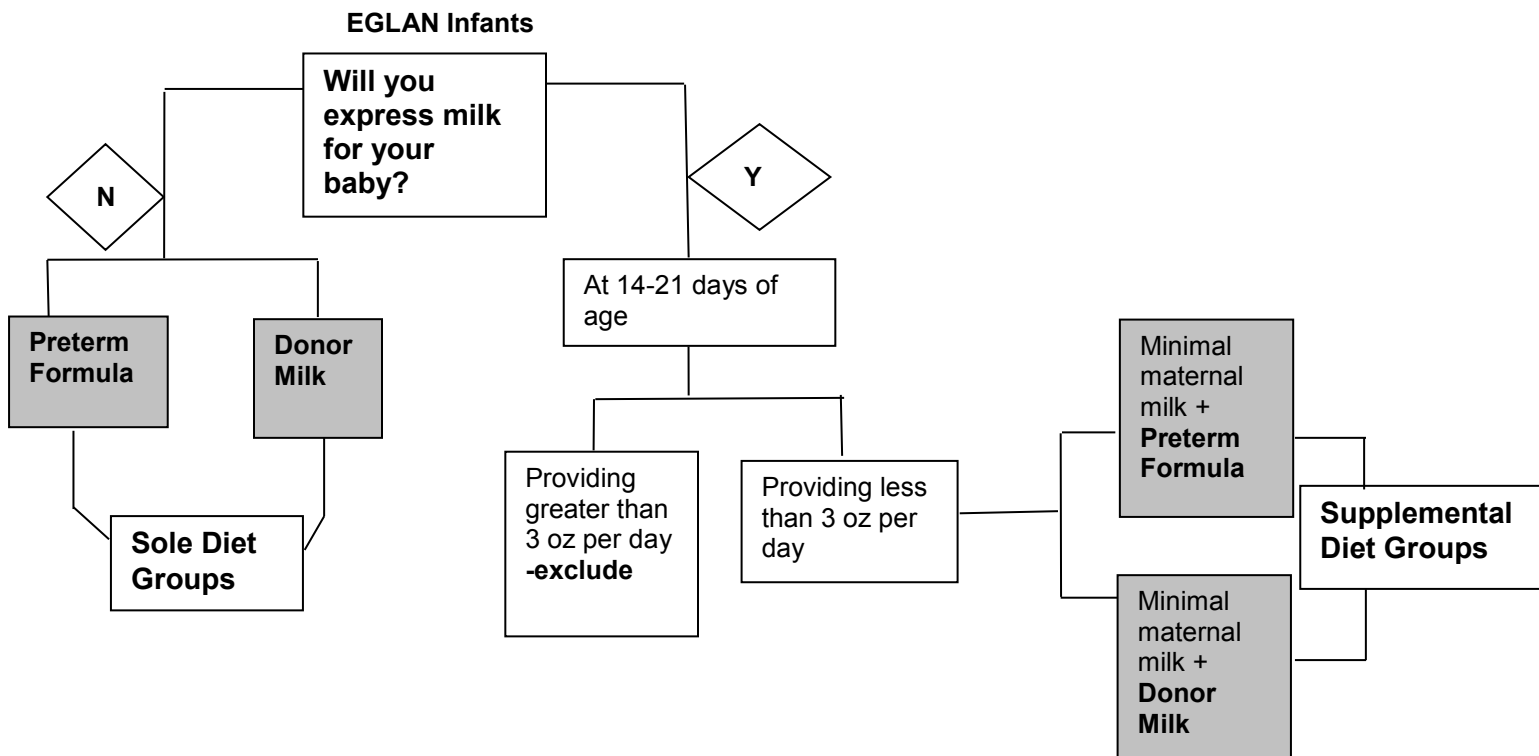 EGLAN Infants
Will you
express milk
for your
baby?
N
Y
At 14-21 days of
age
Preterm
Formula
Donor
Milk
Sole Diet
Groups
Providing
greater than
3 oz per day
-exclude
Providing less
than 3 oz per
day
Minimal
maternal
milk +
Preterm
Formula
Supplemental
Diet Groups
Minimal
maternal
milk +
Donor
Milk